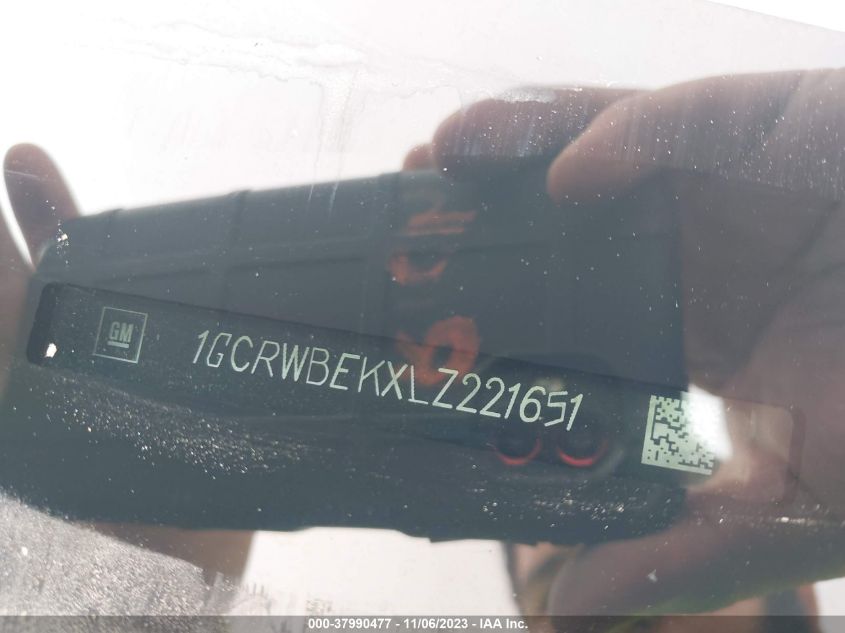 GM
1GCRWBEKXLZ221651
000-37990477 - 11/06/2023 - IAA Inc.